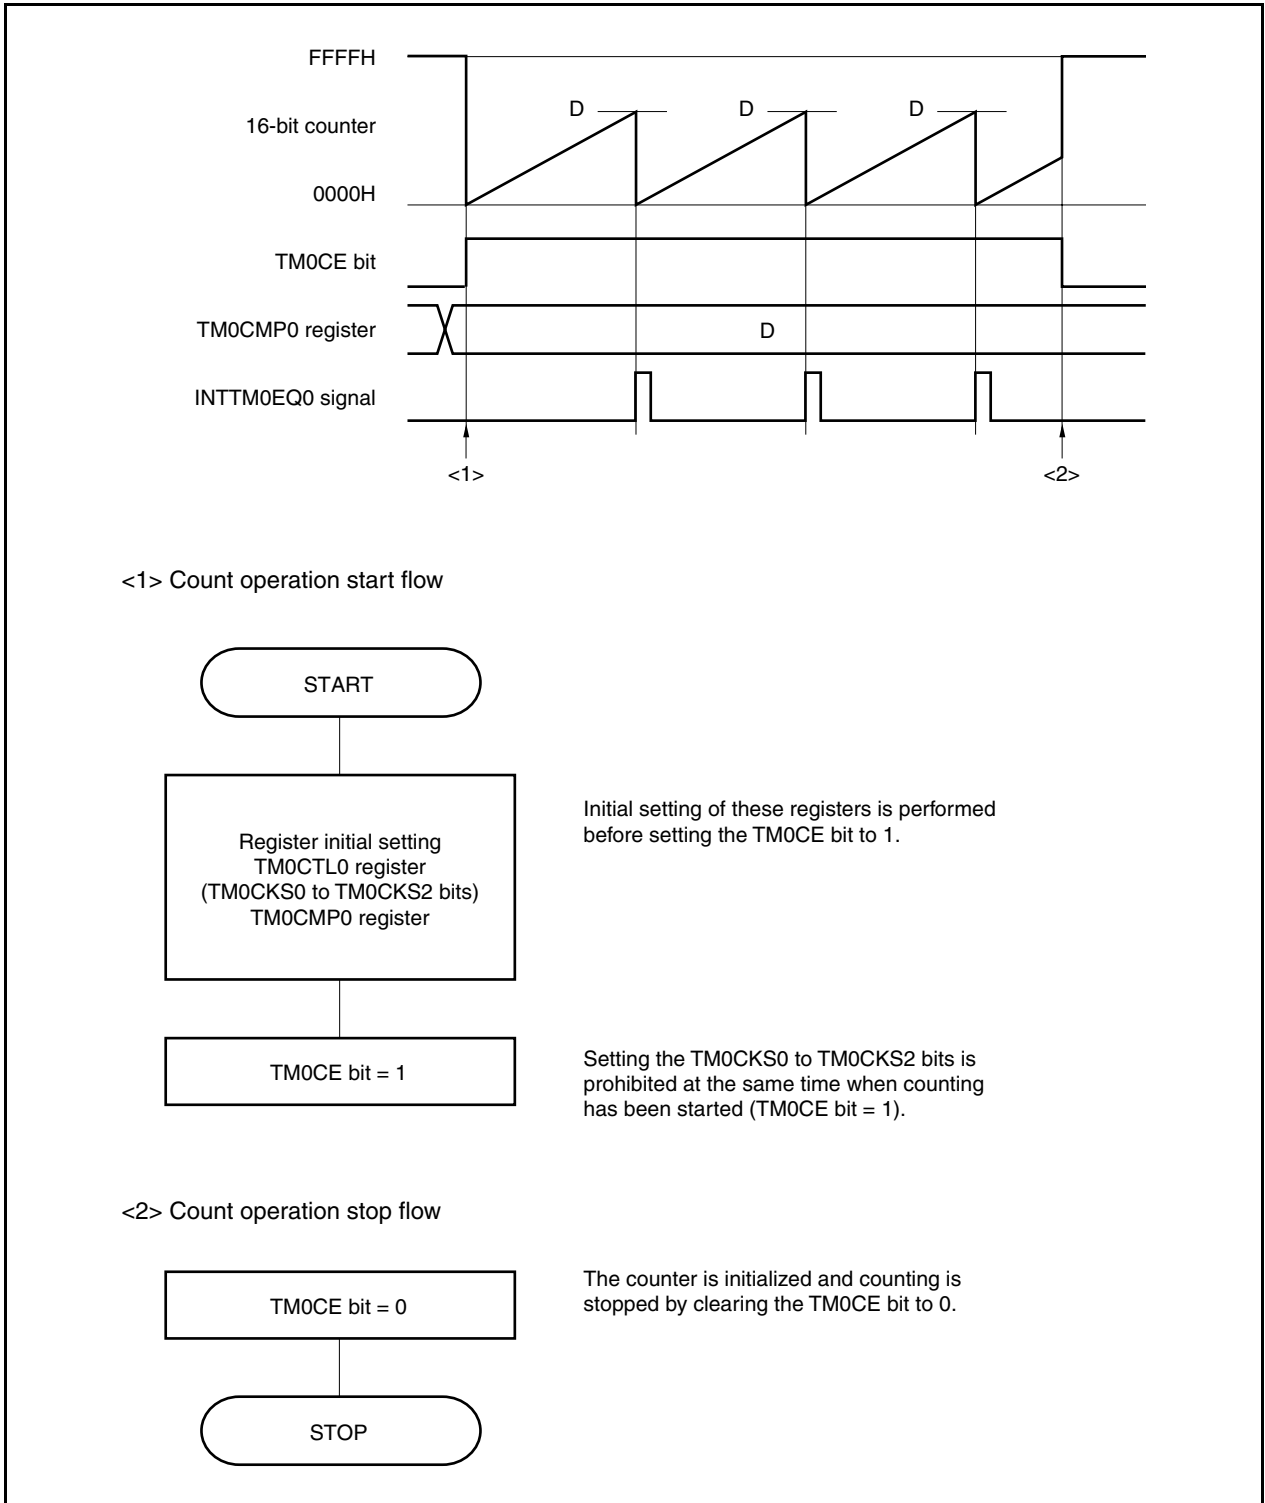 FFFFH
D D D
16-bit counter
0000H
TM0CE bit
TM0CMP0 register D
INTTM0EQ0 signal
<1> <2>
<1> Count operation start flow
START
Register initial setting
TM0CTL0 register
(TM0CKS0 to TM0CKS2 bits)
TM0CMP0 register
Initial setting of these registers is performed
before setting the TM0CE bit to 1.
TM0CE bit = 1
Setting the TM0CKS0 to TM0CKS2 bits is
prohibited at the same time when counting
has been started (TM0CE bit = 1).
<2> Count operation stop flow
TM0CE bit = 0
The counter is initialized and counting is
stopped by clearing the TM0CE bit to 0.
STOP